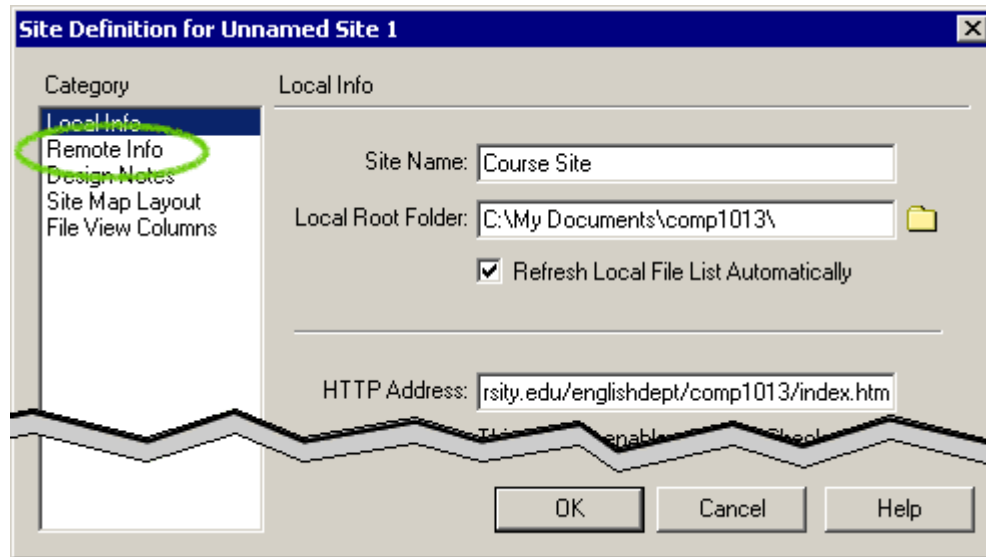 Site Definition for Unnamed Site 1
Category
Local Info
Remote Info
Design Notes
Site Map Layout
File View Columns
Local Info
Site Name: Course Site
Local Root Folder: C:\My Documents\comp1013\
Refresh Local File List Automatically
HTTP Address: rsity.edu/englishdept/comp1013/index.htm
OK Cancel Help